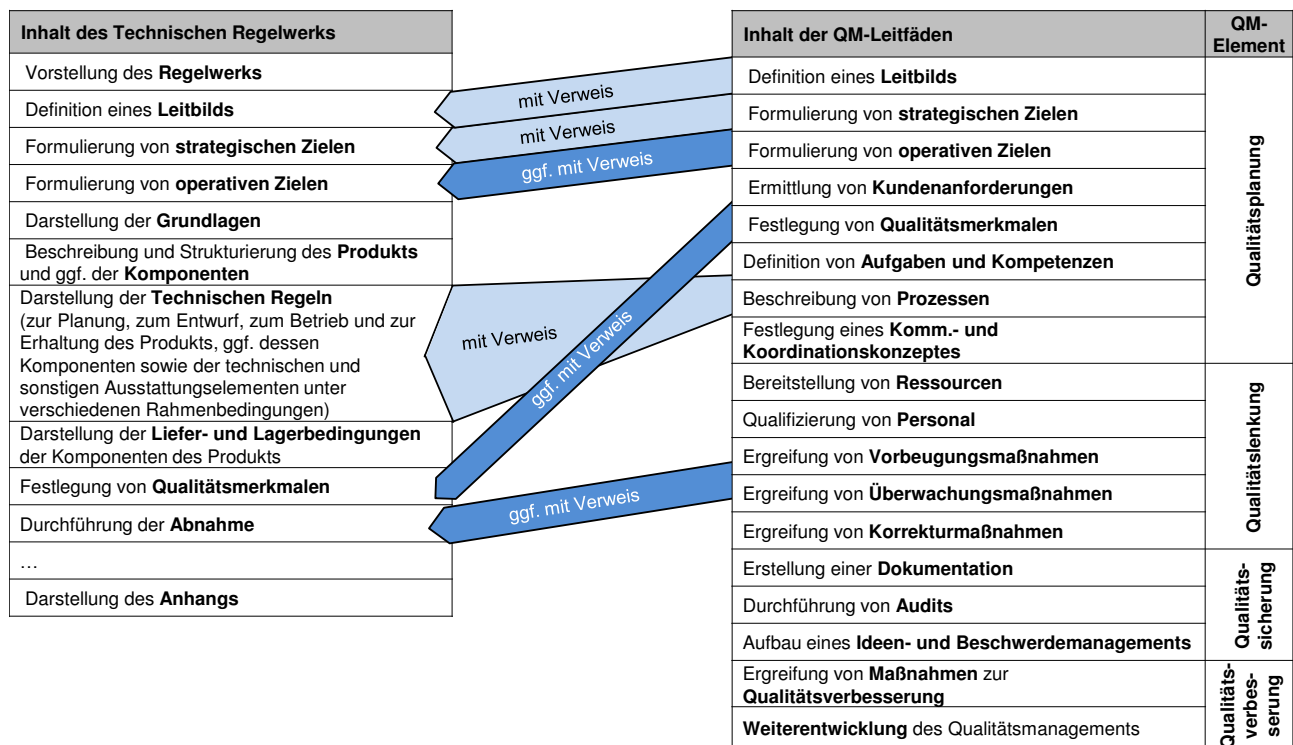 Inhalt des Technischen Regelwerks
Vorstellung des Regelwerks
Definition eines Leitbilds
Formulierung von strategischen Zielen
Formulierung von operativen Zielen
Darstellung der Grundlagen
Beschreibung und Strukturierung des Produkts
und ggf. der Komponenten
Darstellung der Technischen Regeln
(zur Planung, zum Entwurf, zum Betrieb und zur
Erhaltung des Produkts, ggf. dessen
Komponenten sowie der technischen und
sonstigen Ausstattungselementen unter
verschiedenen Rahmenbedingungen)
Darstellung der Liefer- und Lagerbedingungen
der Komponenten des Produkts
Festlegung von Qualitätsmerkmalen
Durchführung der Abnahme
…
Darstellung des Anhangs
mit Verweis
mit Verweis
ggf. mit Verweis
mit Verweis
ggf. mit Verweis
ggf. mit Verweis
Inhalt der QM-Leitfäden
QM-
Element
Definition eines Leitbilds
Formulierung von strategischen Zielen
Formulierung von operativen Zielen
Ermittlung von Kundenanforderungen
Festlegung von Qualitätsmerkmalen
Definition von Aufgaben und Kompetenzen
Beschreibung von Prozessen
Festlegung eines Komm.- und
Koordinationskonzeptes
Qualitätsplanung
Bereitstellung von Ressourcen
Qualifizierung von Personal
Ergreifung von Vorbeugungsmaßnahmen
Ergreifung von Überwachungsmaßnahmen
Ergreifung von Korrekturmaßnahmen
Qualitätslenkung
Erstellung einer Dokumentation
Durchführung von Audits
Aufbau eines Ideen- und Beschwerdemanagements
Qualitäts-
sicherung
Ergreifung von Maßnahmen zur
Qualitätsverbesserung
Weiterentwicklung des Qualitätsmanagements
Qualitäts-
verbes-
serung